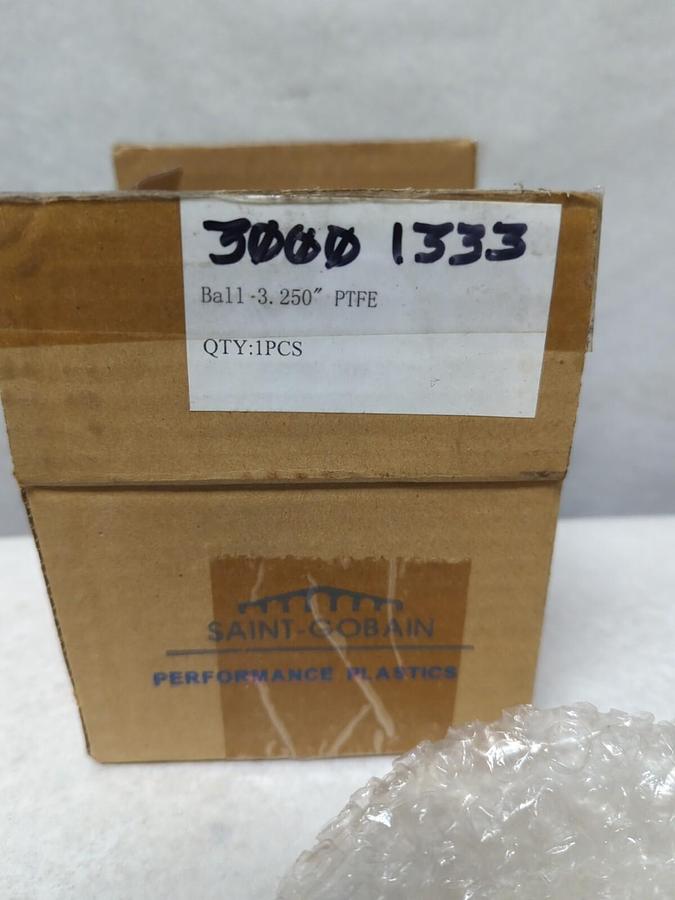 3000 1333
Ball-3.250″ PTFE
QTY:1PCS
SAINT-GOBAIN
PERFORMANCE PLASTICS